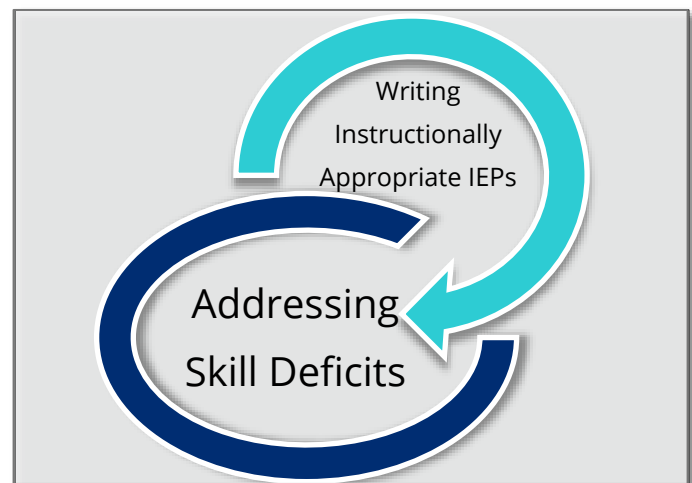 Writing
Instructionally
Appropriate IEPs
Addressing
Skill Deficits